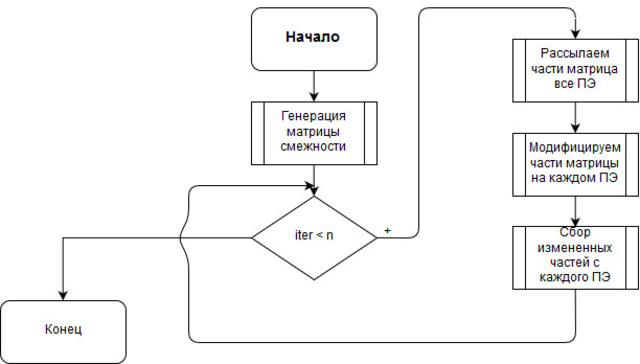 Начало
Генерация
матрицы
смежности
iter < n
+
Конец
Рассылаем
части матрица
все ПЭ
Модифицируем
части матрицы
на каждом ПЭ
Сбор
измененных
частей с
каждого ПЭ